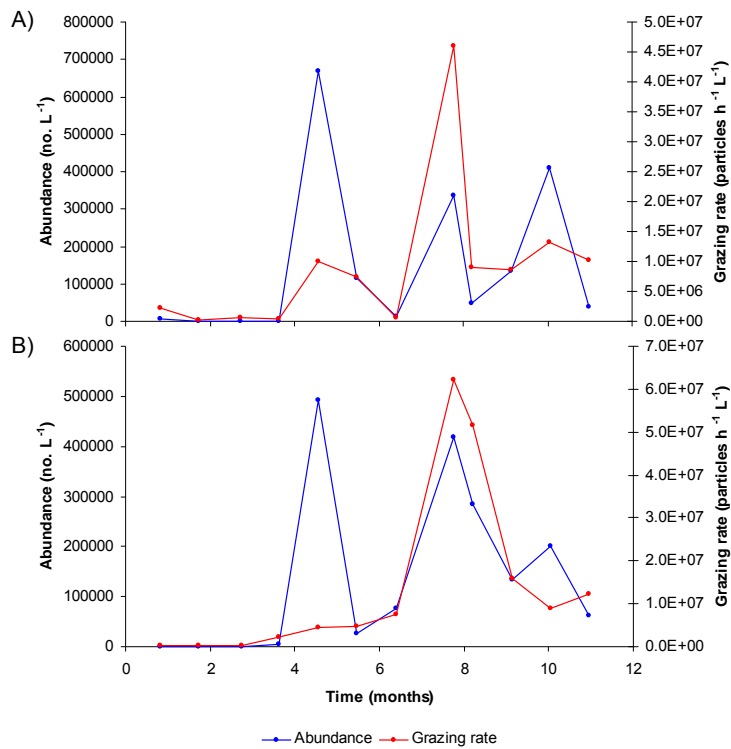 A)
Abundance (no. L⁻¹)
800000
700000
600000
500000
400000
300000
200000
100000
0
5.0E+07
4.5E+07
4.0E+07
3.5E+07
3.0E+07
2.5E+07
2.0E+07
1.5E+07
1.0E+07
5.0E+06
0.0E+00
Grazing rate (particles h⁻¹ L⁻¹)
B)
Abundance (no. L⁻¹)
600000
500000
400000
300000
200000
100000
0
7.0E+07
6.0E+07
5.0E+07
4.0E+07
3.0E+07
2.0E+07
1.0E+07
0.0E+00
Grazing rate (particles h⁻¹ L⁻¹)
0 2 4 6 8 10 12
Time (months)
Abundance Grazing rate